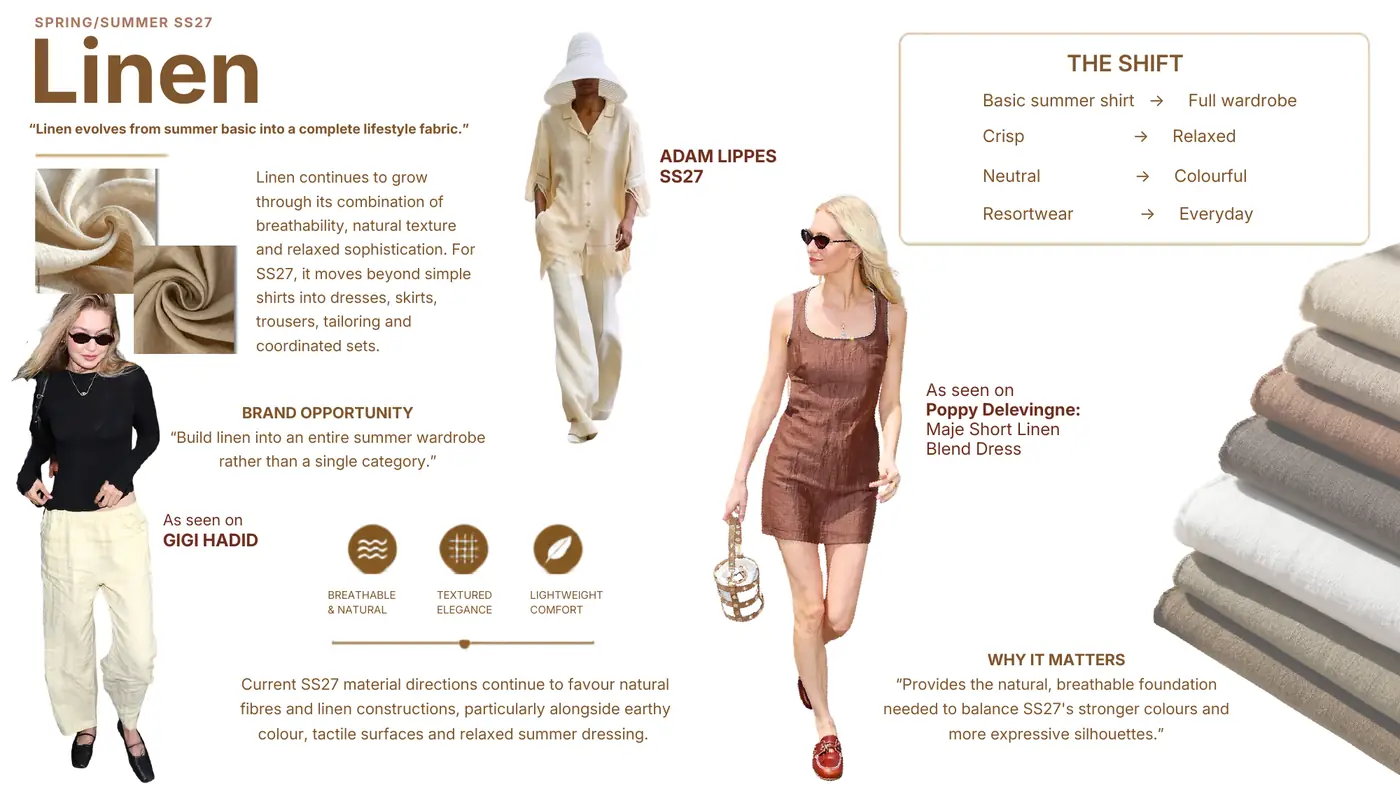 SPRING/SUMMER SS27
Linen
“Linen evolves from summer basic into a complete lifestyle fabric.”
Linen continues to grow
through its combination of
breathability, natural texture
and relaxed sophistication. For
SS27, it moves beyond simple
shirts into dresses, skirts,
trousers, tailoring and
coordinated sets.
BRAND OPPORTUNITY
“Build linen into an entire summer wardrobe
rather than a single category.”
As seen on
GIGI HADID
BREATHABLE
& NATURAL
TEXTURED
ELEGANCE
LIGHTWEIGHT
COMFORT
Current SS27 material directions continue to favour natural
fibres and linen constructions, particularly alongside earthy
colour, tactile surfaces and relaxed summer dressing.
ADAM LIPPES
SS27
THE SHIFT
Basic summer shirt → Full wardrobe
Crisp → Relaxed
Neutral → Colourful
Resortwear → Everyday
As seen on
Poppy Delevingne:
Maje Short Linen
Blend Dress
WHY IT MATTERS
“Provides the natural, breathable foundation
needed to balance SS27's stronger colours and
more expressive silhouettes.”